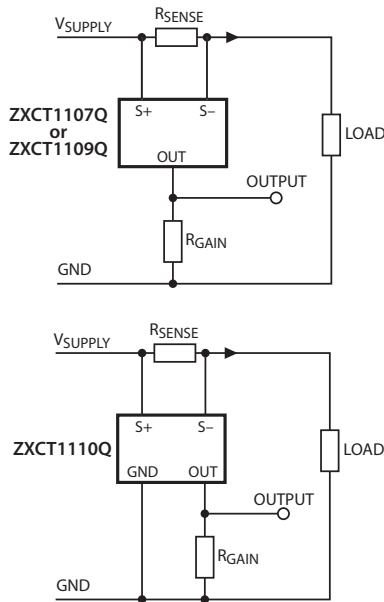 VSUPPLY
RSENSE
ZXCT1107Q
or
ZXCT1109Q
S+ S−
OUT
LOAD
OUTPUT
RGAIN
GND
VSUPPLY
RSENSE
ZXCT1110Q
S+ S−
GND OUT
LOAD
OUTPUT
RGAIN
GND